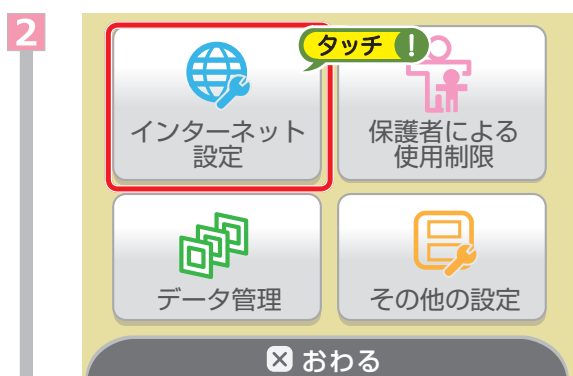 2
タッチ!
インターネット
設定
保護者による
使用制限
データ管理
その他の設定
× おわる